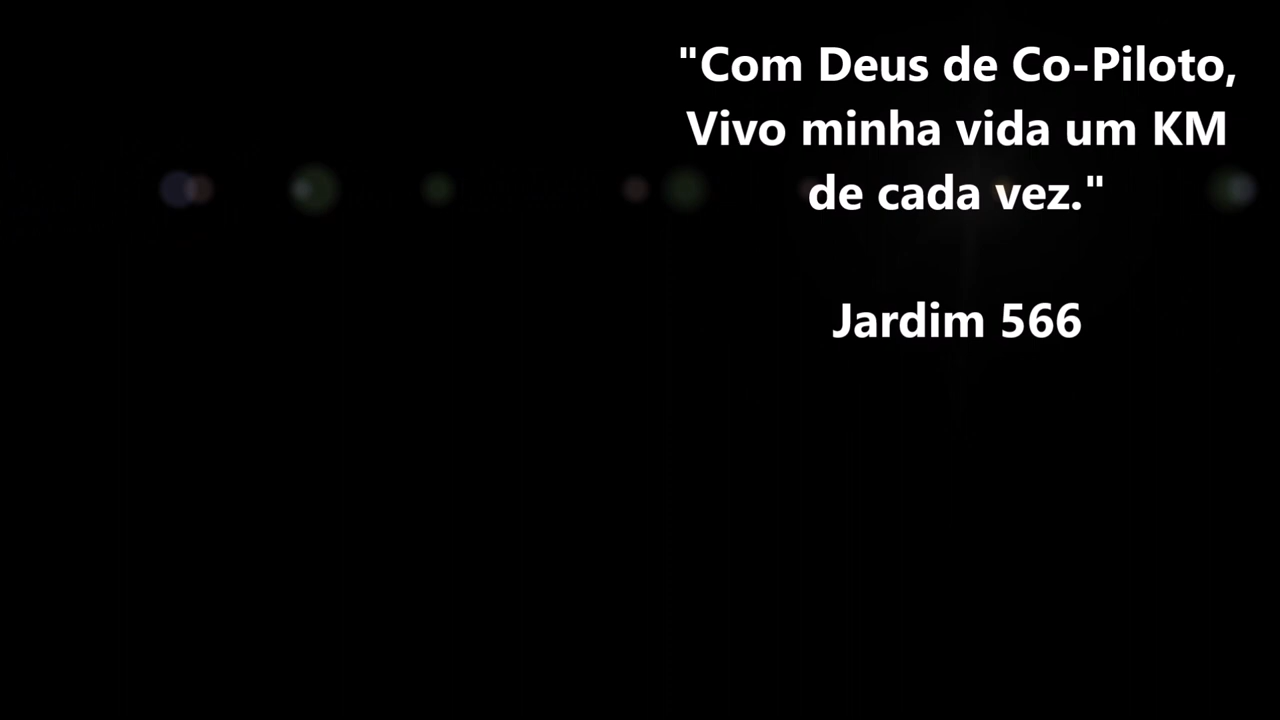 "Com Deus de Co-Piloto,
Vivo minha vida um KM
de cada vez."
Jardim 566